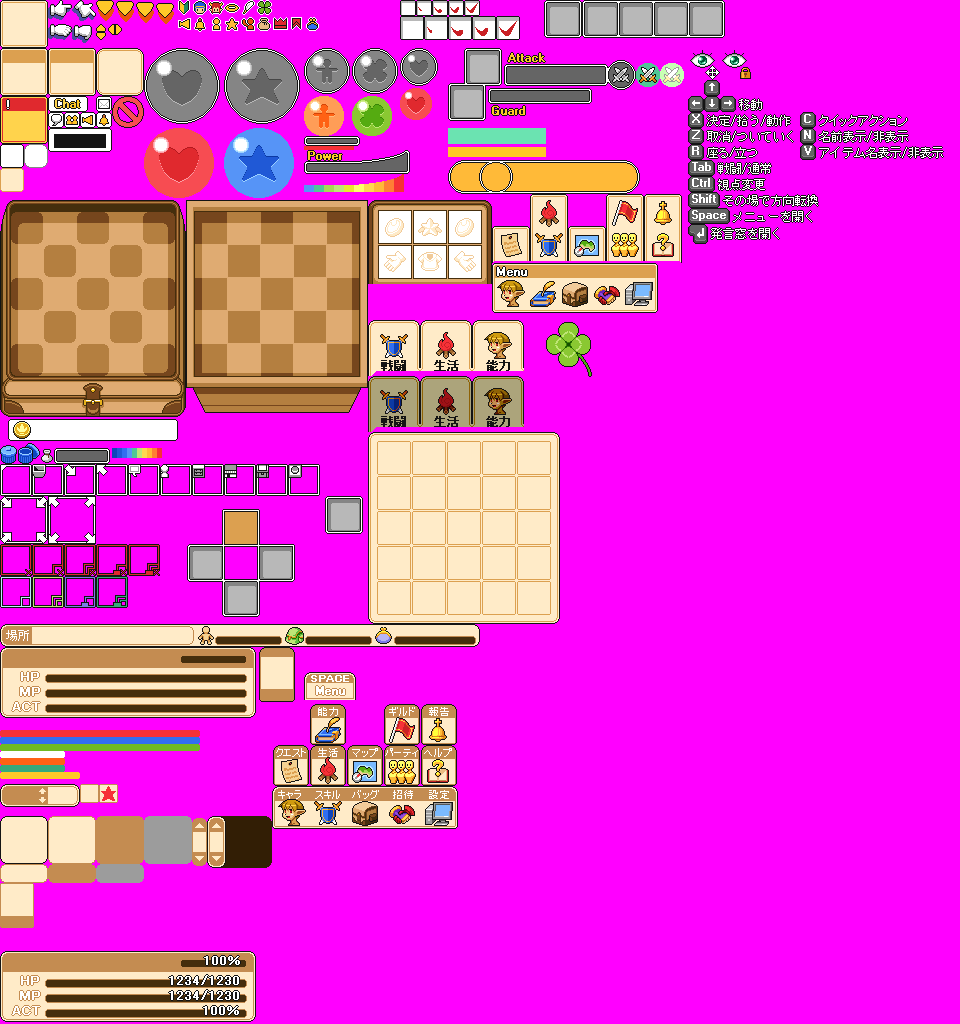 Attack
Guard
!
Chat
Power
移動
X 決定/拾う/動作
C クィックアクション
Z 取消/ついていく
N 名前表示/非表示
R 座る/立つ
Y アイテム名表示/非表示
Tab 戦闘/通常
Ctrl 視点変更
Shift その場で方向転換
Space メニューを開く
発言窓を開く
Menu
戦闘 生活 能力
戦闘 生活 能力
場所
HP
MP
ACT
SPACE
Menu
能力 ギルド 報告
クエスト 生活 マップ パーティ ヘルプ
キャラ スキル バッグ 招待 設定
100%
HP 1234/1230
MP 1234/1230
ACT 100%